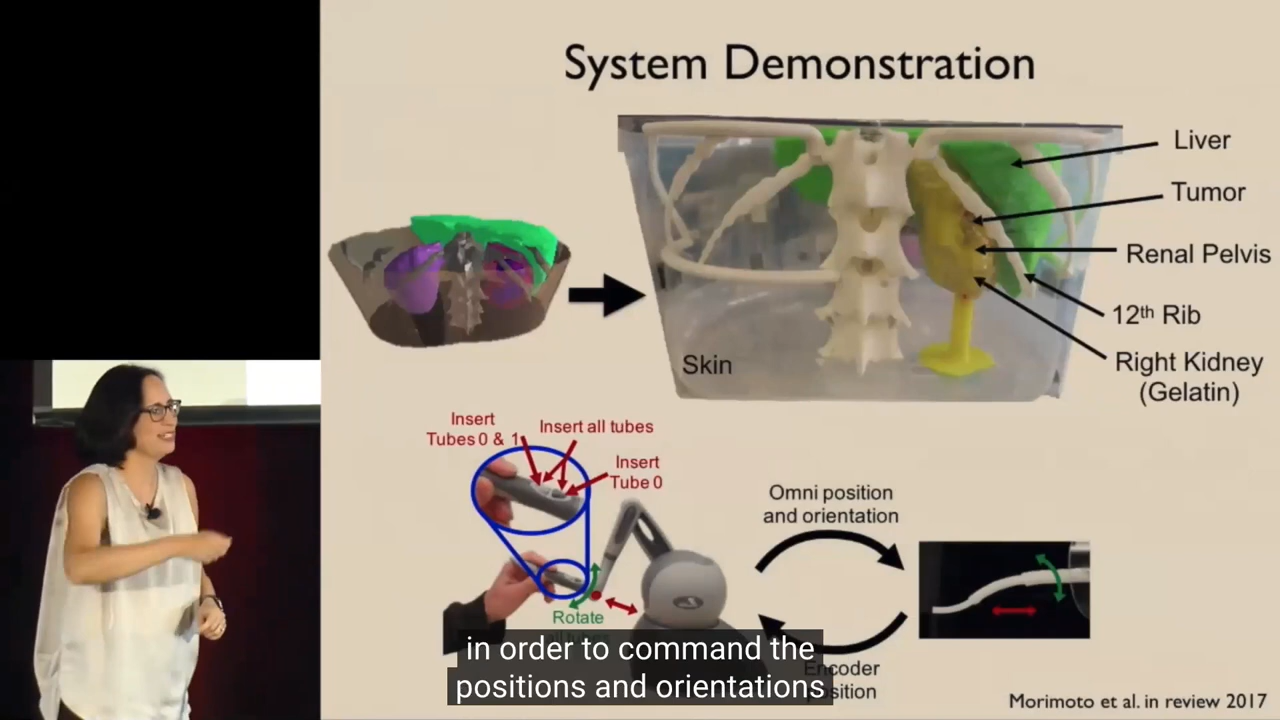 System Demonstration
Liver
Tumor
Renal Pelvis
12th Rib
Right Kidney
(Gelatin)
Skin
Insert
Tubes 0 & 1
Insert all tubes
Insert
Tube 0
Omni position
and orientation
Rotate
all tubes
Encoder
position
in order to command the
positions and orientations
Morimoto et al. in review 2017